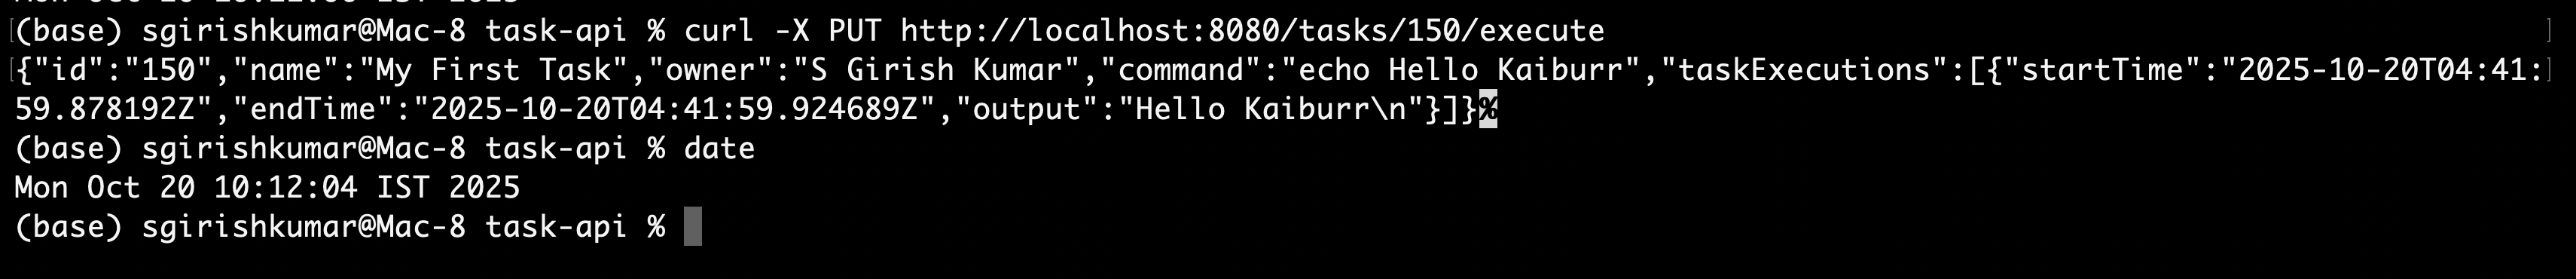 (base) sgirishkumar@Mac-8 task-api % curl -X PUT http://localhost:8080/tasks/150/execute
{"id":"150","name":"My First Task","owner":"S Girish Kumar","command":"echo Hello Kaiburr","taskExecutions":[{"startTime":"2025-10-20T04:41:
59.878192Z","endTime":"2025-10-20T04:41:59.924689Z","output":"Hello Kaiburr\n"}]}%
(base) sgirishkumar@Mac-8 task-api % date
Mon Oct 20 10:12:04 IST 2025
(base) sgirishkumar@Mac-8 task-api %